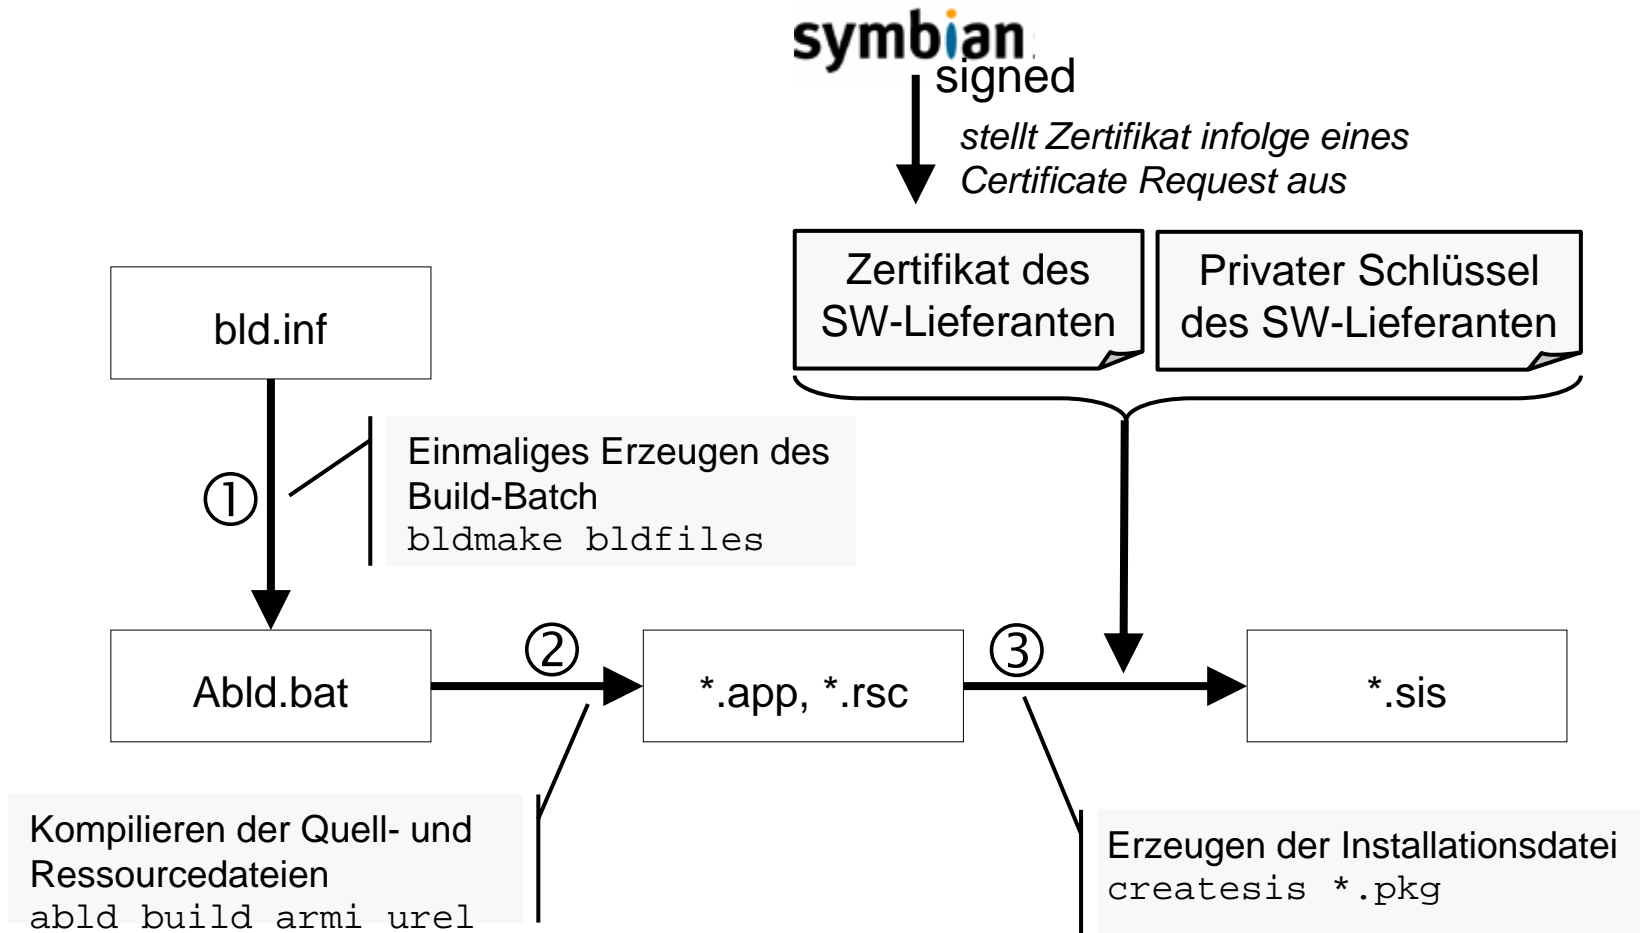 symbian
signed
stellt Zertifikat infolge eines
Certificate Request aus
Zertifikat des
SW-Lieferanten
Privater Schlüssel
des SW-Lieferanten
bld.inf
①
Einmaliges Erzeugen des
Build-Batch
bldmake bldfiles
Abld.bat
②
*.app, *.rsc
③
*.sis
Kompilieren der Quell- und
Ressourcedateien
abld build armi urel
Erzeugen der Installationsdatei
createsis *.pkg